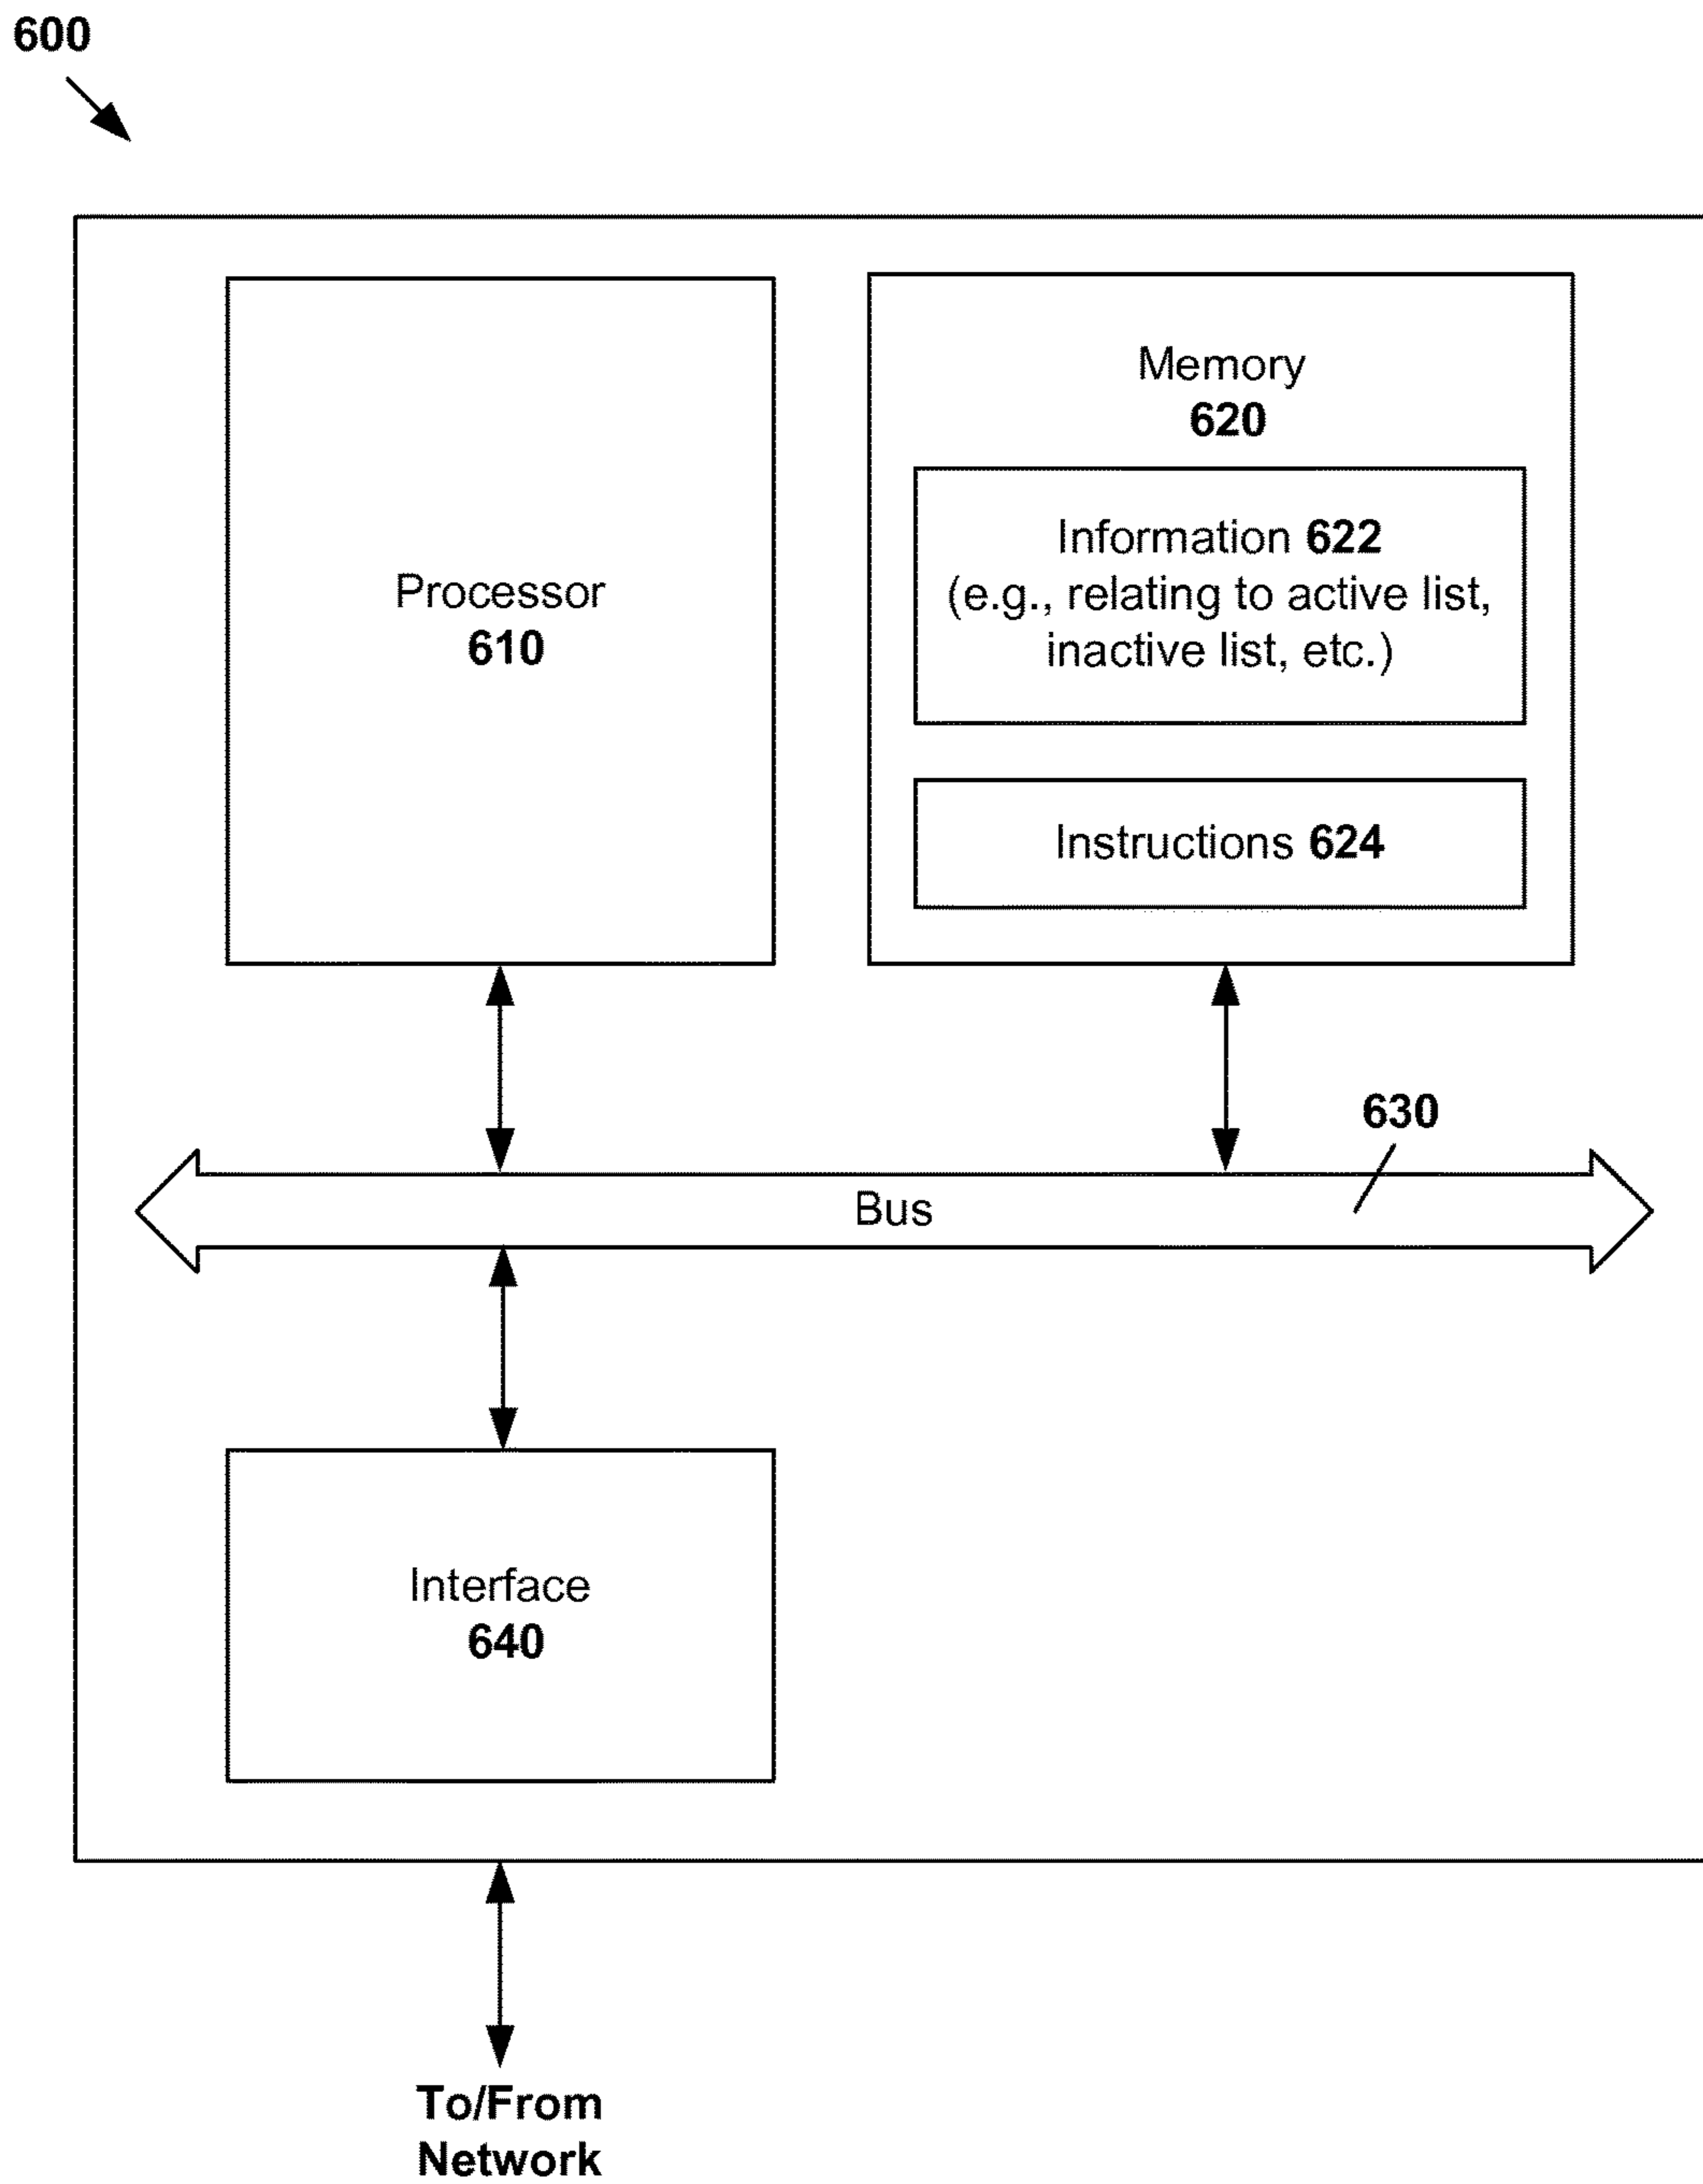 600
Processor
610
Memory
620
Information 622
(e.g., relating to active list,
inactive list, etc.)
Instructions 624
630
Bus
Interface
640
To/From
Network